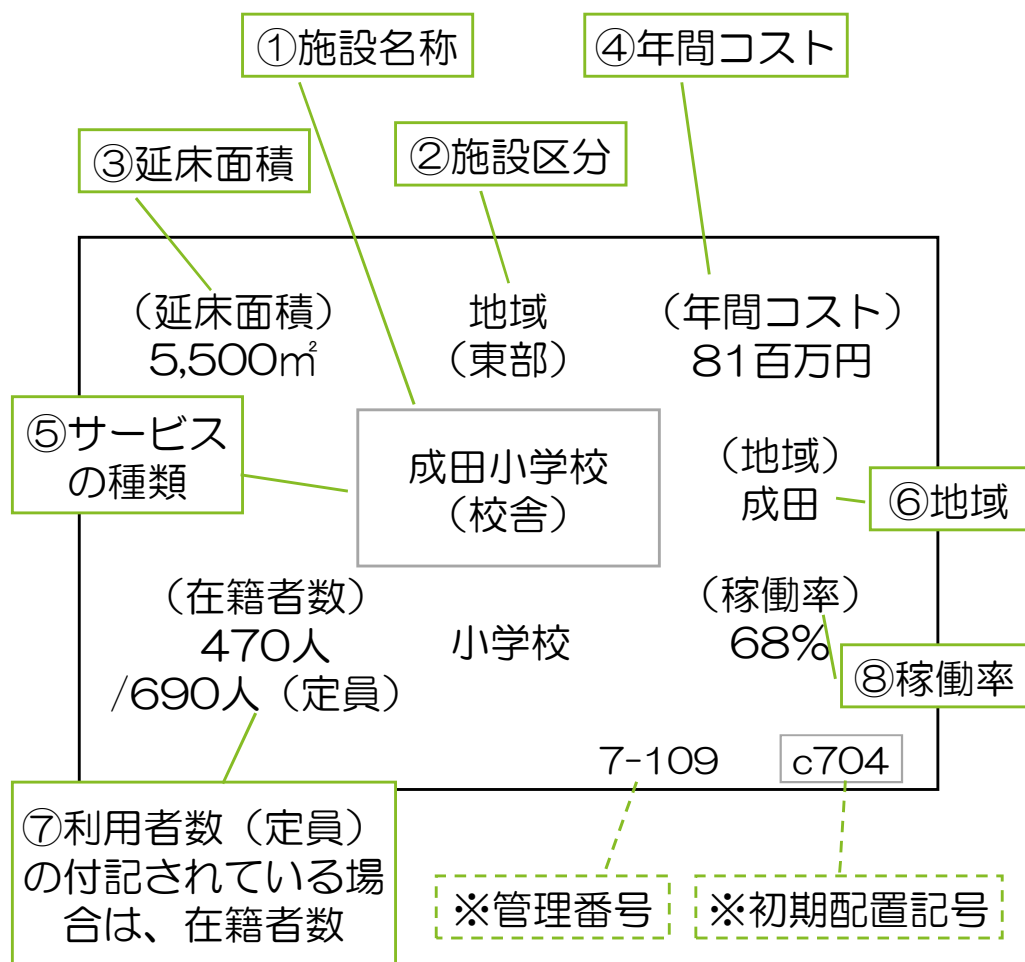 ①施設名称
④年間コスト
③延床面積
②施設区分
（延床面積）
5,500㎡
地域
（東部）
（年間コスト）
81百万円
⑤サービス
の種類
成田小学校
（校舎）
（地域）
成田
⑥地域
（在籍者数）
470人
/690人（定員）
小学校
（稼働率）
68%
⑧稼働率
7-109
c704
⑦利用者数（定員）
の付記されている場
合は、在籍者数
※管理番号
※初期配置記号